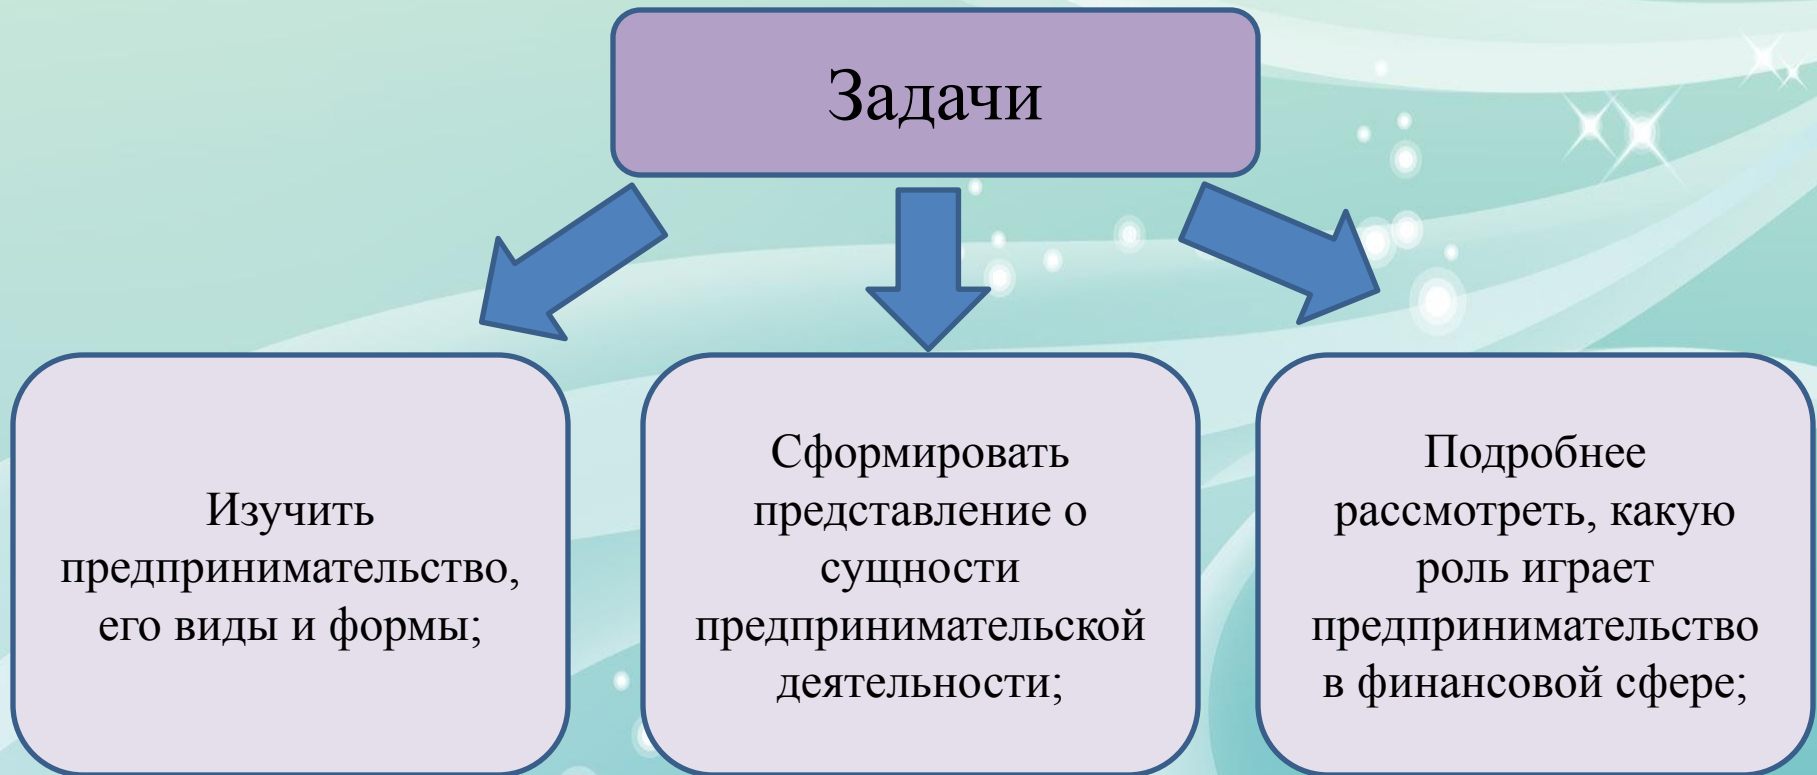 Задачи
Изучить
предпринимательство,
его виды и формы;
Сформировать
представление о
сущности
предпринимательской
деятельности;
Подробнее
рассмотреть, какую
роль играет
предпринимательство
в финансовой сфере;